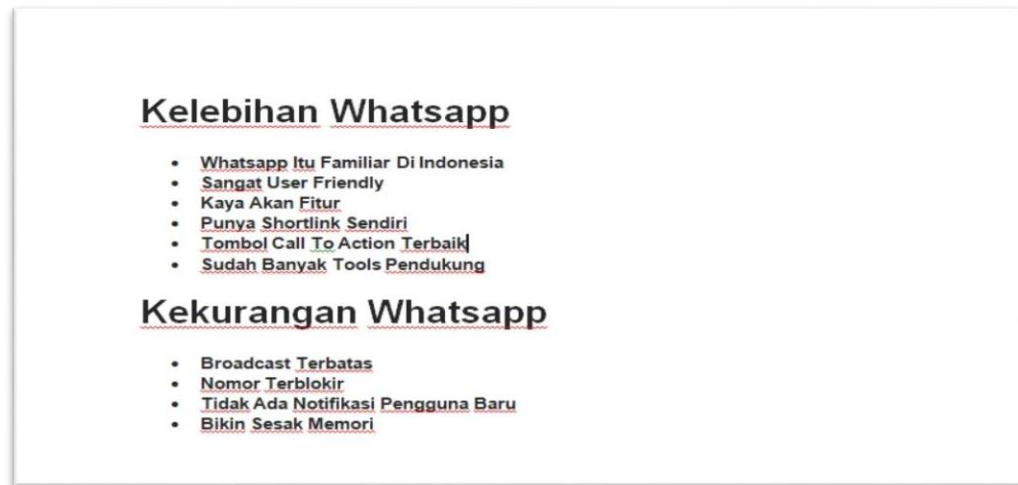 Kelebihan Whatsapp
• Whatsapp Itu Familiar Di Indonesia
• Sangat User Friendly
• Kaya Akan Fitur
• Punya Shortlink Sendiri
• Tombol Call To Action Terbaik
• Sudah Banyak Tools Pendukung
Kekurangan Whatsapp
• Broadcast Terbatas
• Nomor Terblokir
• Tidak Ada Notifikasi Pengguna Baru
• Bikin Sesak Memori